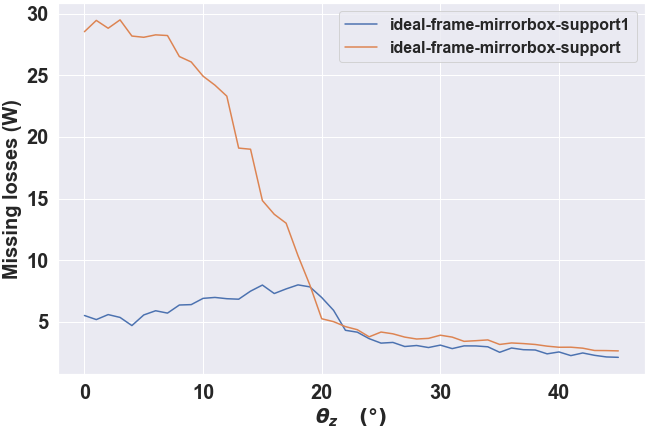 ideal-frame-mirrorbox-support1
ideal-frame-mirrorbox-support
30
25
20
15
10
5
Missing losses (W)
0 10 20 30 40
θz (°)